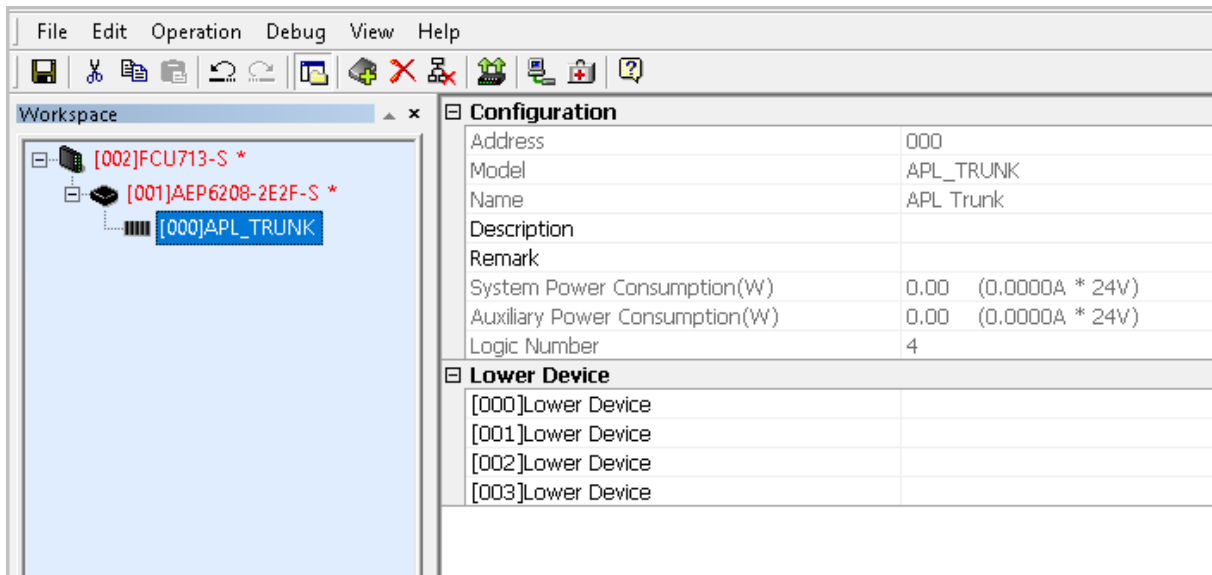 File Edit Operation Debug View Help
Workspace
[002]FCU713-S *
[001]AEP6208-2E2F-S *
[000]APL_TRUNK
Configuration
Address 000
Model APL_TRUNK
Name APL Trunk
Description
Remark
System Power Consumption(W) 0.00 (0.0000A * 24V)
Auxiliary Power Consumption(W) 0.00 (0.0000A * 24V)
Logic Number 4
Lower Device
[000]Lower Device
[001]Lower Device
[002]Lower Device
[003]Lower Device